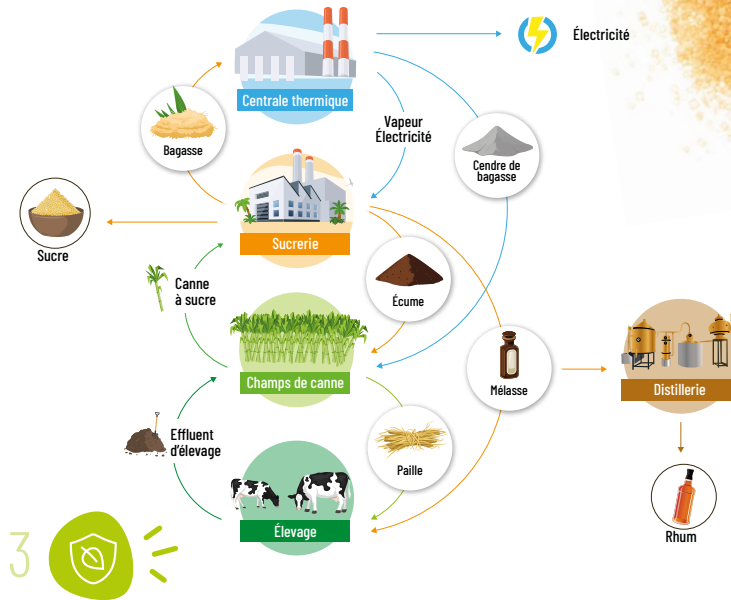 Électricité
Centrale thermique
Vapeur
Électricité
Bagasse
Cendre de
bagasse
Sucrerie
Sucre
Canne
à sucre
Écume
Champs de canne
Mélasse
Distillerie
Effluent
d'élevage
Paille
Élevage
Rhum
3